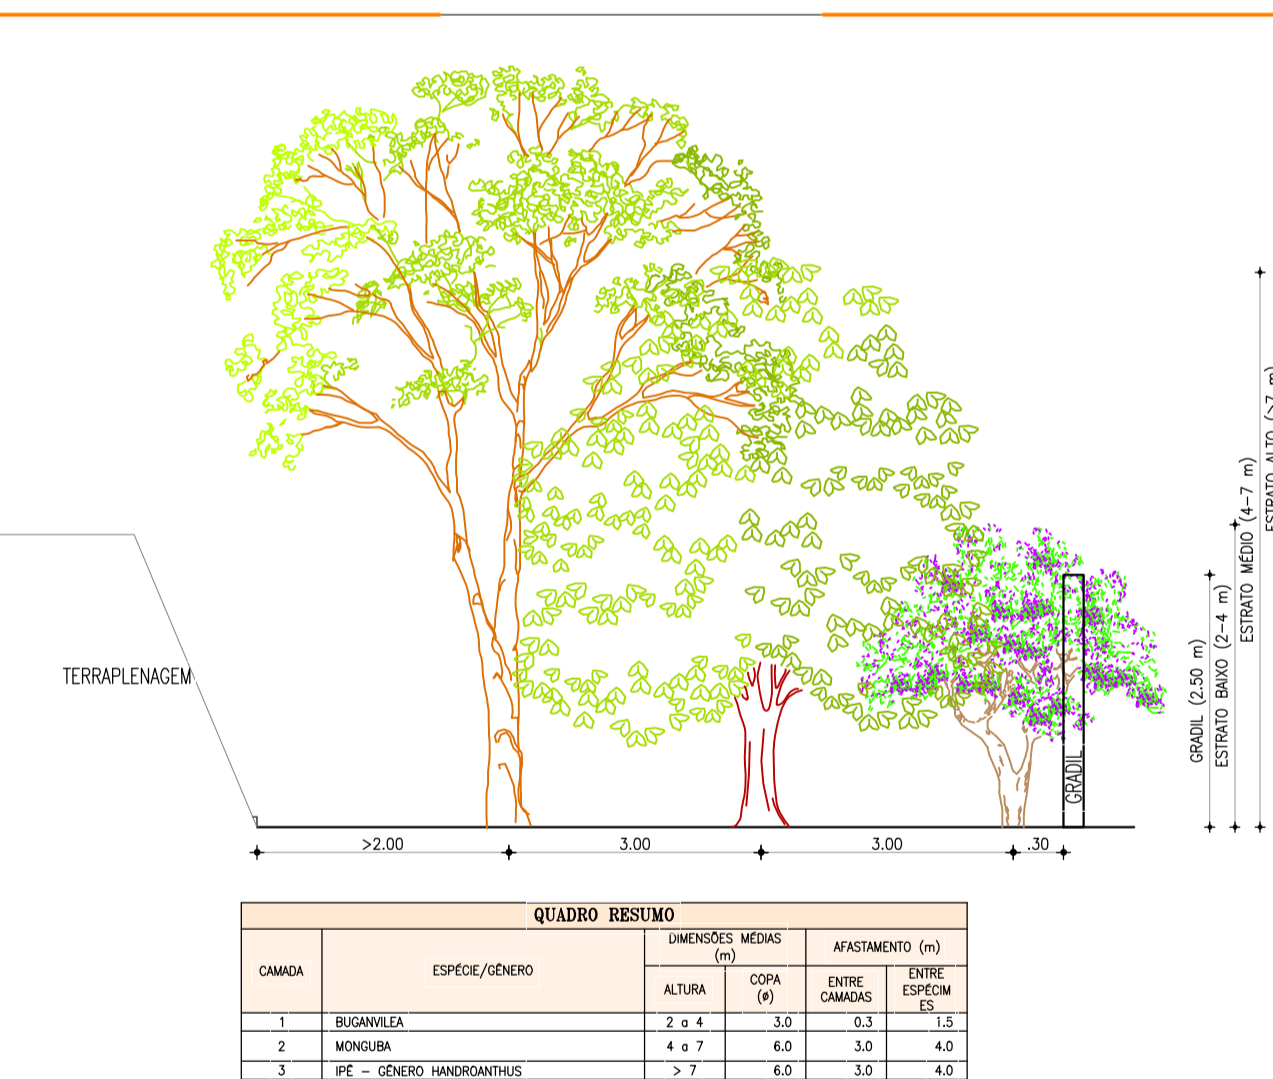 ESTRATO ALTO (>7 m)
ESTRATO MÉDIO (4-7 m)
ESTRATO BAIXO (2-4 m)
GRADIL (2.50 m)
TERRAPLENAGEM
GRADIL
>2.00 3.00 3.00 .30
QUADRO RESUMO
CAMADA
ESPÉCIE/GÊNERO
DIMENSÕES MÉDIAS
(m)
AFASTAMENTO (m)
ALTURA
COPA
(ø)
ENTRE
CAMADAS
ENTRE
ESPÉCIM
ES
1 BUGANVILEA 2 a 4 3.0 0.3 1.5
2 MONGUBA 4 a 7 6.0 3.0 4.0
3 IPÊ – GÊNERO HANDROANTHUS > 7 6.0 3.0 4.0